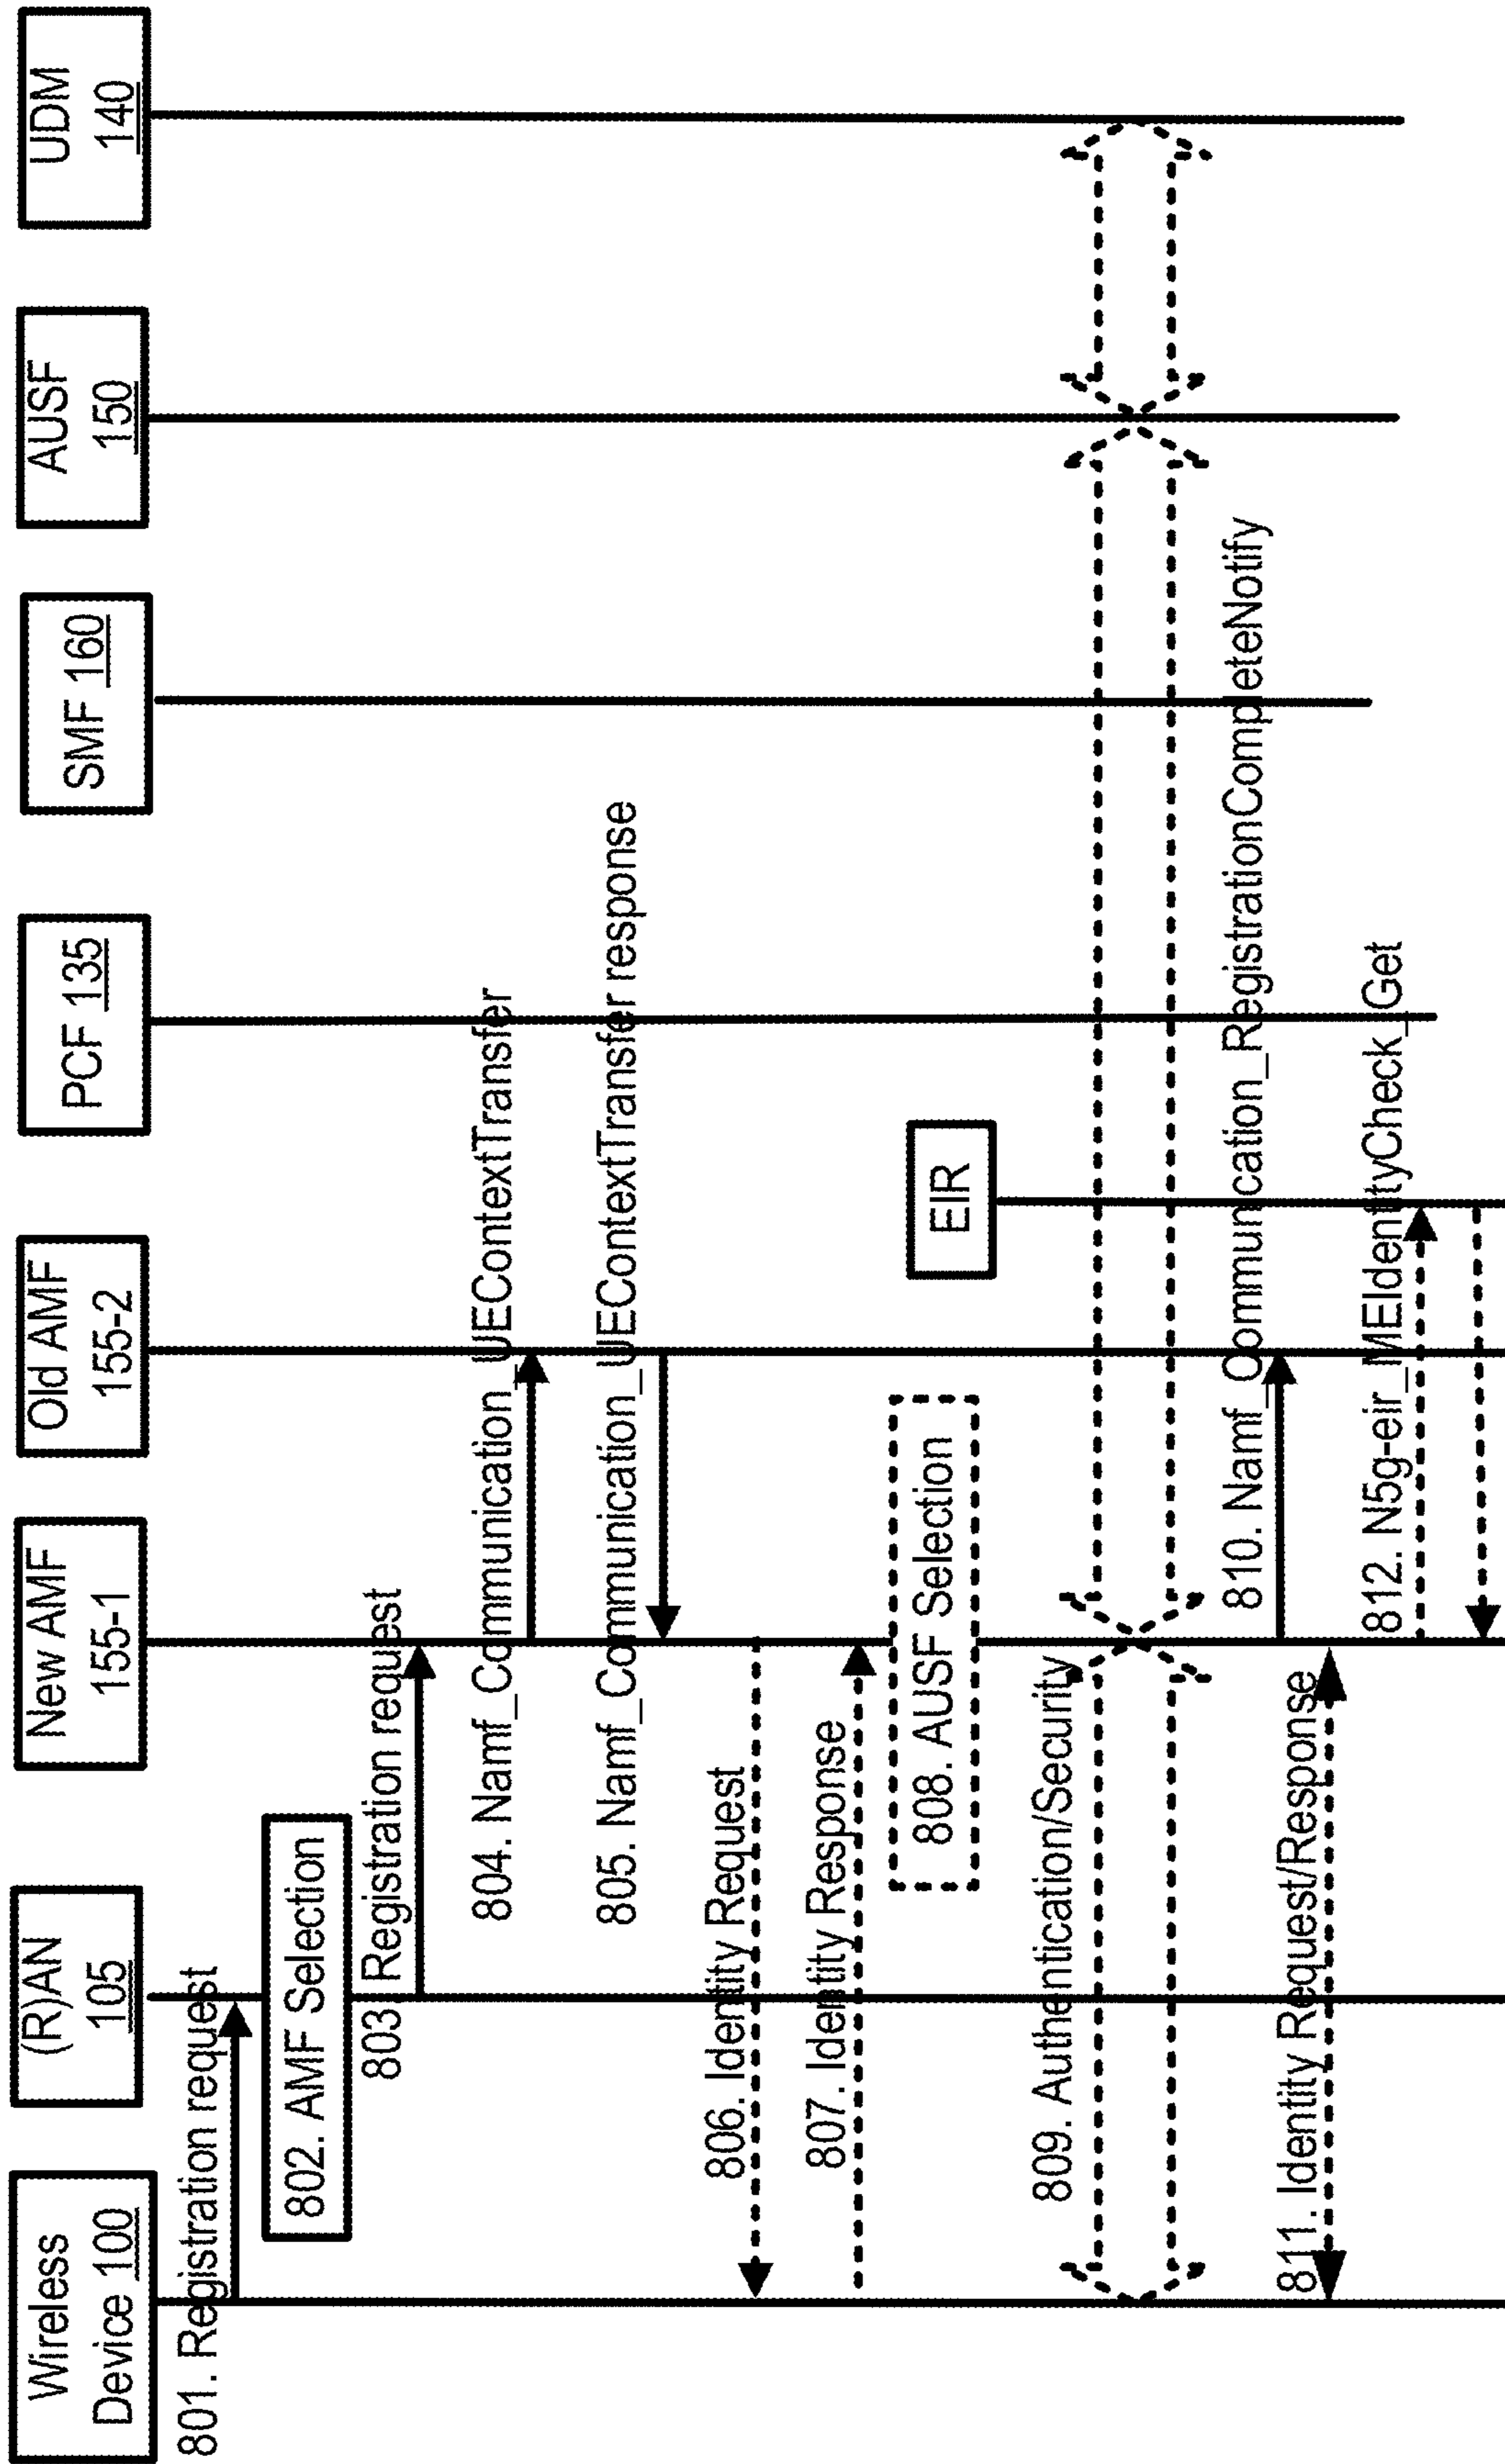 Wireless
Device 100
(R)AN
105
New AMF
155-1
Old AMF
155-2
PCF 135
SMF 160
AUSF
150
UDM
140
801. Registration request
802. AMF Selection
803. Registration request
804. Namf_Communication_UEContextTransfer
805. Namf_Communication_UEContextTransfer response
806. Identity Request
807. Identity Response
808. AUSF Selection
EIR
809. Authentication/Security
810. Namf_Communication_RegistrationCompleteNotify
811. Identity Request/Response
812. N5g-eir_MEIdentityCheck_Get